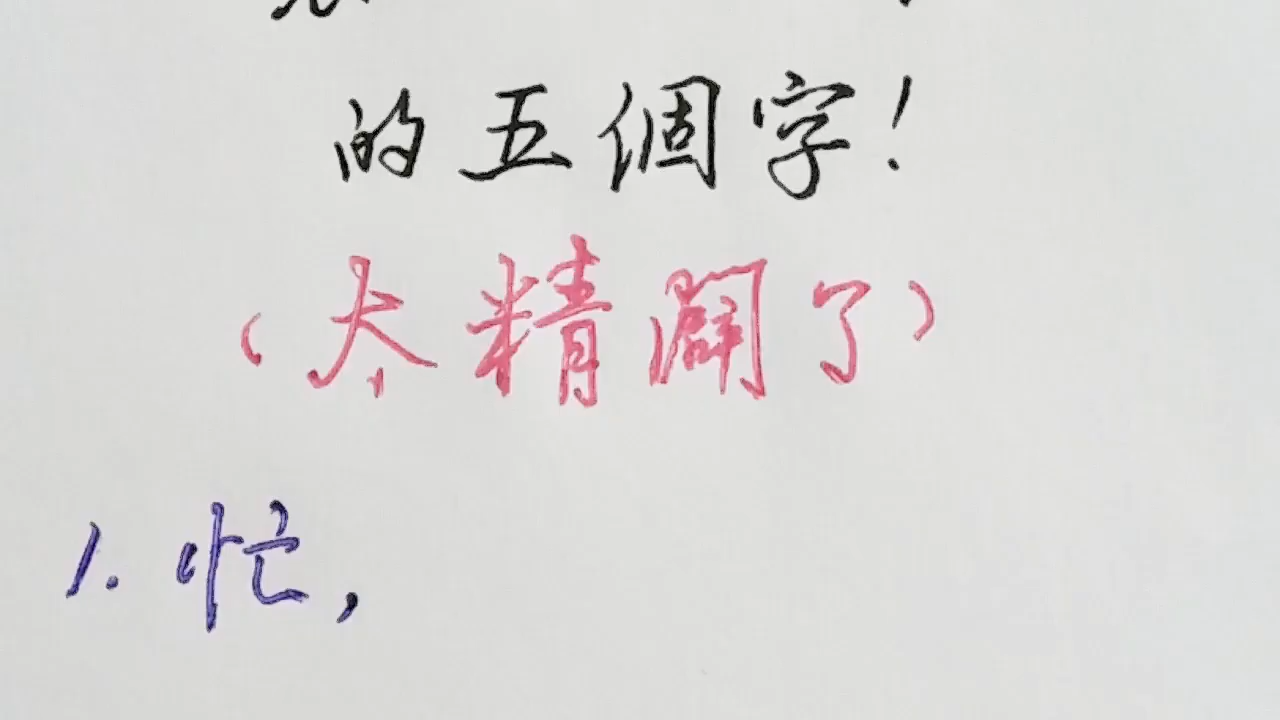 的五個字！
（太精闢了）
1. 忙，